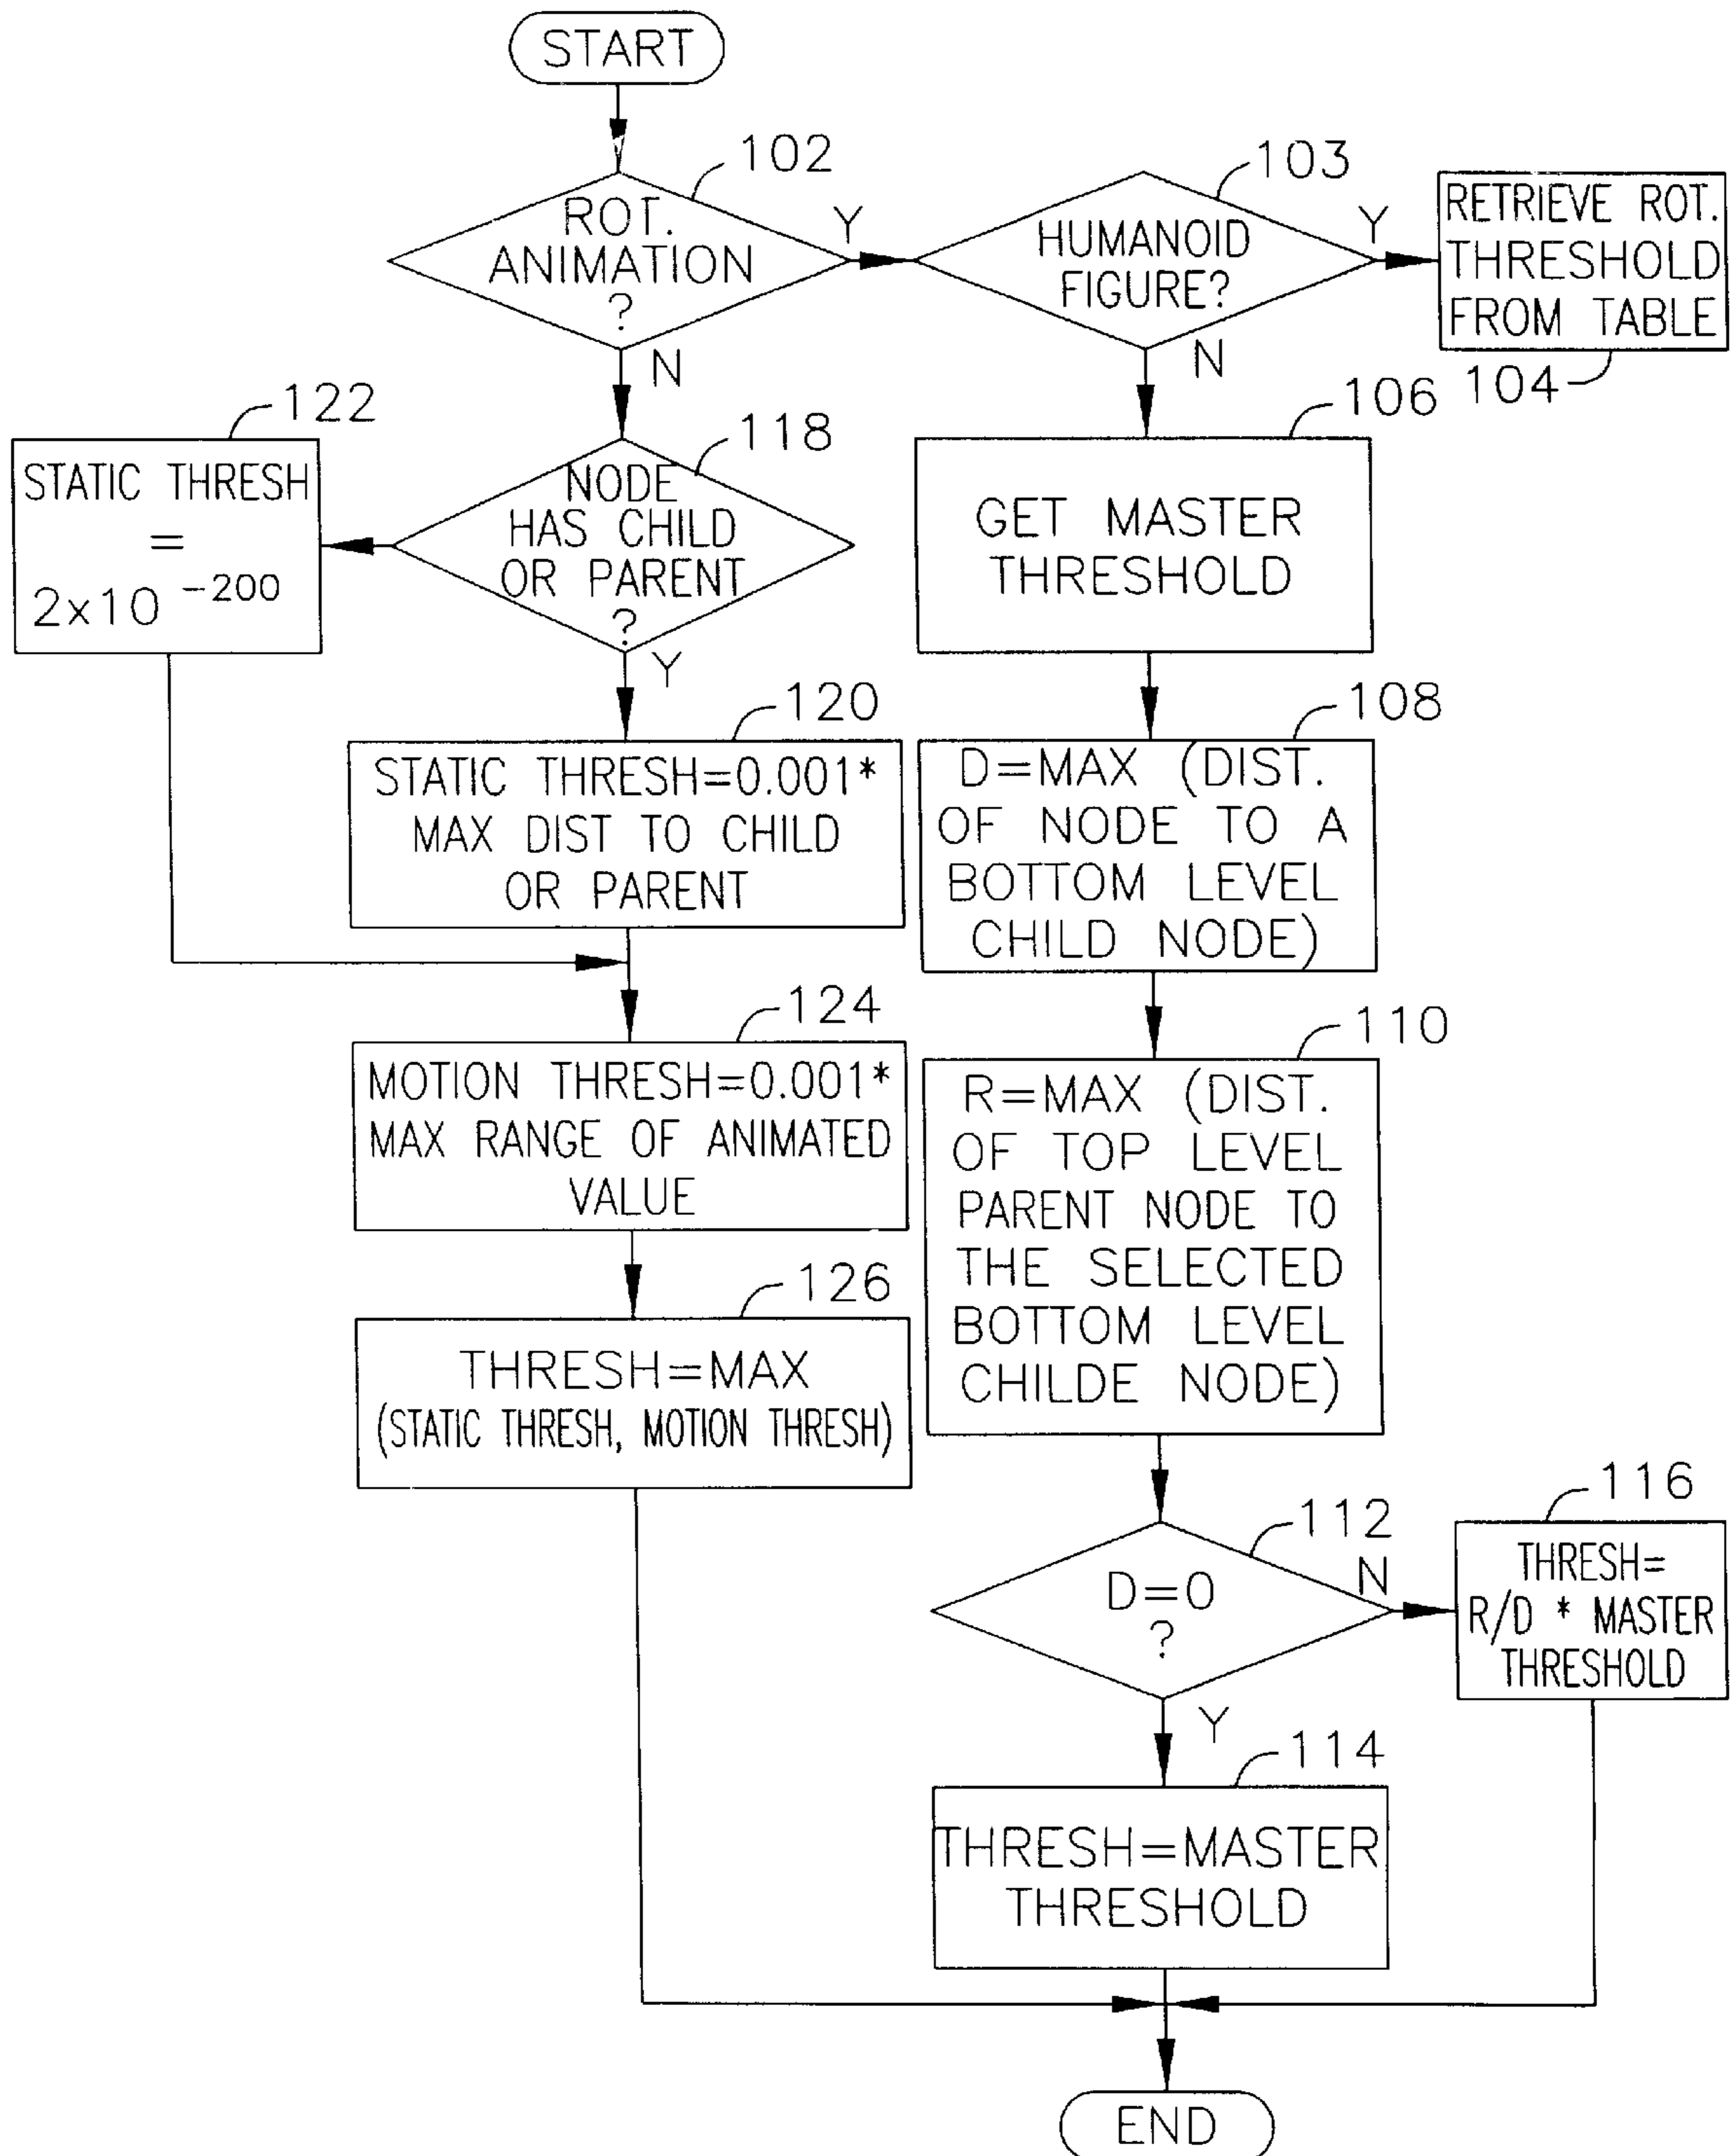 START
102
ROT.
ANIMATION
?
Y
N
103
HUMANOID
FIGURE?
Y
N
RETRIEVE ROT.
THRESHOLD
FROM TABLE
104
122
STATIC THRESH
=
2x10 -200
118
NODE
HAS CHILD
OR PARENT
?
Y
106
GET MASTER
THRESHOLD
120
STATIC THRESH=0.001*
MAX DIST TO CHILD
OR PARENT
108
D=MAX (DIST.
OF NODE TO A
BOTTOM LEVEL
CHILD NODE)
124
MOTION THRESH=0.001*
MAX RANGE OF ANIMATED
VALUE
110
R=MAX (DIST.
OF TOP LEVEL
PARENT NODE TO
THE SELECTED
BOTTOM LEVEL
CHILDE NODE)
126
THRESH=MAX
(STATIC THRESH, MOTION THRESH)
112
D=0
?
N
Y
116
THRESH=
R/D * MASTER
THRESHOLD
114
THRESH=MASTER
THRESHOLD
END